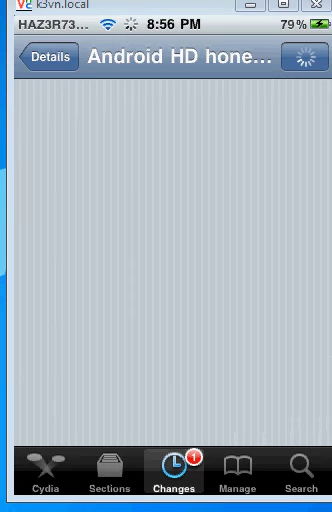 k3vn.local
HAZ3R73... 8:56 PM 79%
Details Android HD hone...
1
Cydia Sections Changes Manage Search